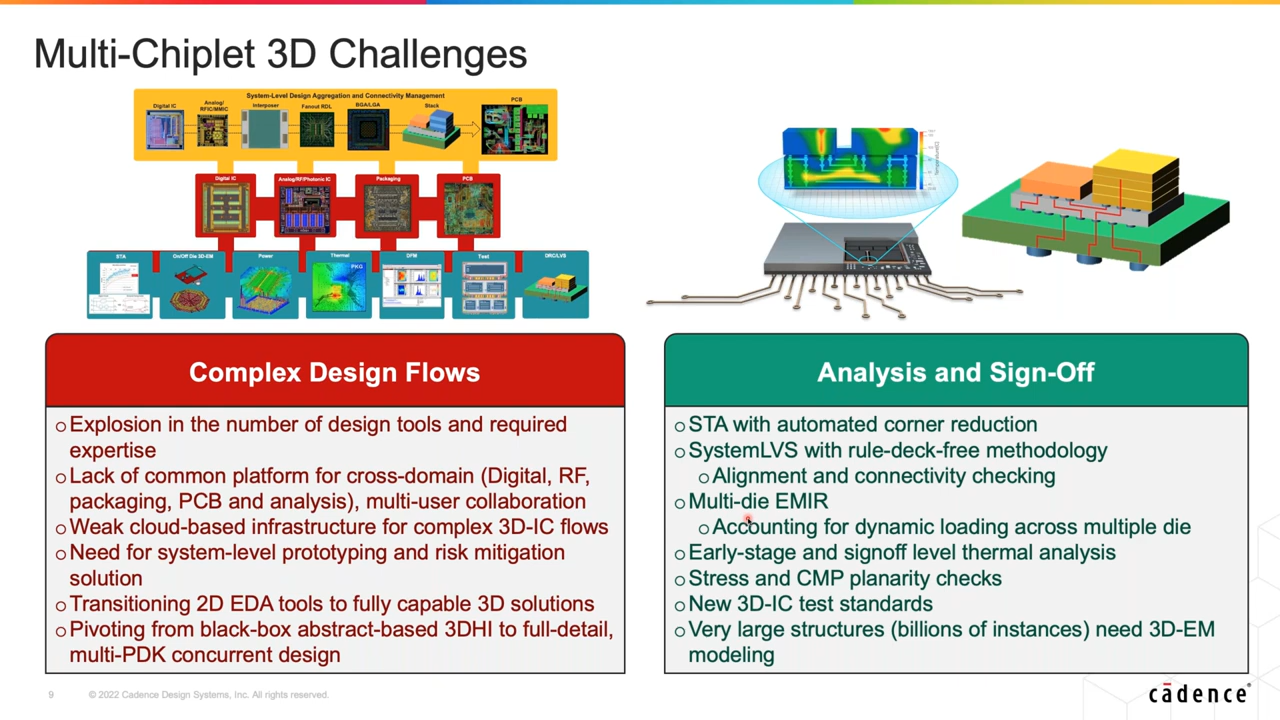 Multi-Chiplet 3D Challenges
System-Level Design Aggregation and Connectivity Management
Digital IC
Analog/
RFIC/MMIC
Interposer
Fanout RDL
BGA/LGA
Stack
PCB
Digital IC
Analog/RF/Photonic IC
Packaging
PCB
STA
On/Off Die 3D-EM
Power
Thermal
DFM
Test
DRC/LVS
PKG
Complex Design Flows
o Explosion in the number of design tools and required
expertise
o Lack of common platform for cross-domain (Digital, RF,
packaging, PCB and analysis), multi-user collaboration
o Weak cloud-based infrastructure for complex 3D-IC flows
o Need for system-level prototyping and risk mitigation
solution
o Transitioning 2D EDA tools to fully capable 3D solutions
o Pivoting from black-box abstract-based 3DHI to full-detail,
multi-PDK concurrent design
Analysis and Sign-Off
o STA with automated corner reduction
o SystemLVS with rule-deck-free methodology
o Alignment and connectivity checking
o Multi-die EMIR
o Accounting for dynamic loading across multiple die
o Early-stage and signoff level thermal analysis
o Stress and CMP planarity checks
o New 3D-IC test standards
o Very large structures (billions of instances) need 3D-EM
modeling
9
© 2022 Cadence Design Systems, Inc. All rights reserved.
cādence®